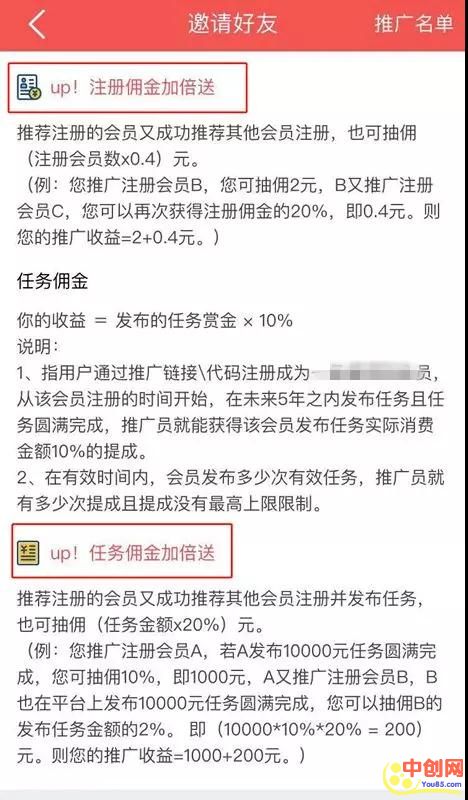 邀请好友
推广名单
up！注册佣金加倍送
推荐注册的会员又成功推荐其他会员注册，也可抽佣
（注册会员数x0.4）元。
（例：您推广注册会员B，您可抽佣2元，B又推广注册
会员C，您可以再次获得注册佣金的20%，即0.4元。则
您的推广收益=2+0.4元。）
任务佣金
你的收益 ＝ 发布的任务赏金 × 10%
说明：
1、指用户通过推广链接\代码注册成为一员，
从该会员注册的时间开始，在未来5年之内发布任务且任
务圆满完成，推广员就能获得该会员发布任务实际消费
金额10%的提成。
2、在有效时间内，会员发布多少次有效任务，推广员就
有多少次提成且提成没有最高上限限制。
up！任务佣金加倍送
推荐注册的会员又成功推荐其他会员注册并发布任务，
也可抽佣（任务金额x20%）元。
（例：您推广注册会员A，若A发布10000元任务圆满完
成，您可抽佣10%，即1000元，A又推广注册会员B，B
也在平台上发布10000元任务圆满完成，您可以抽佣B的
发布任务金额的2%。 即（10000*10%*20% = 200）
元。则您的推广收益=1000+200元。）
中创网
You85.com